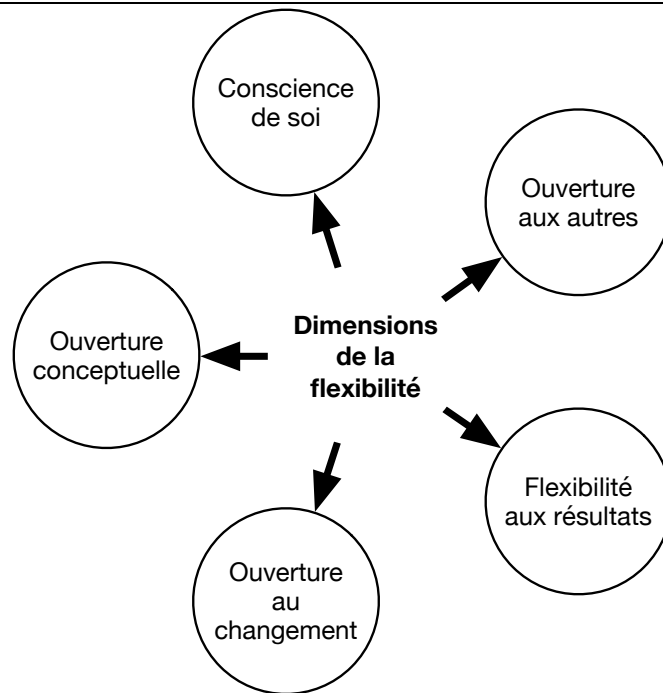 Conscience
de soi
Ouverture
aux autres
Dimensions
de la
flexibilité
Ouverture
conceptuelle
Flexibilité
aux résultats
Ouverture
au
changement